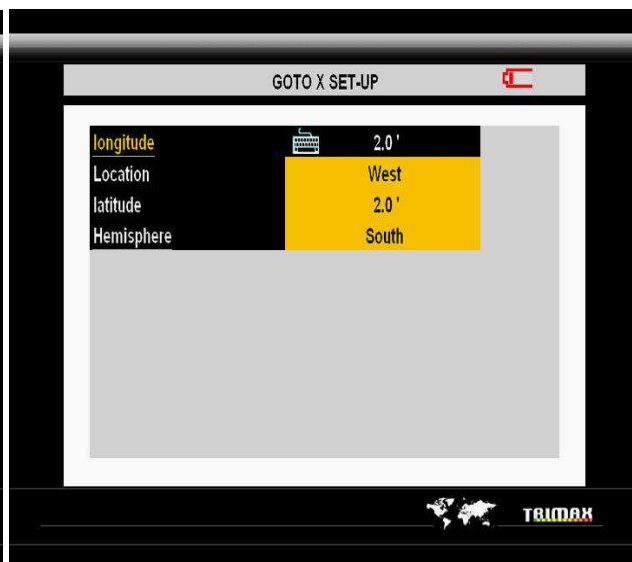 GOTO X SET-UP
longitude 2.0 '
Location West
latitude 2.0 '
Hemisphere South
TRIMAX